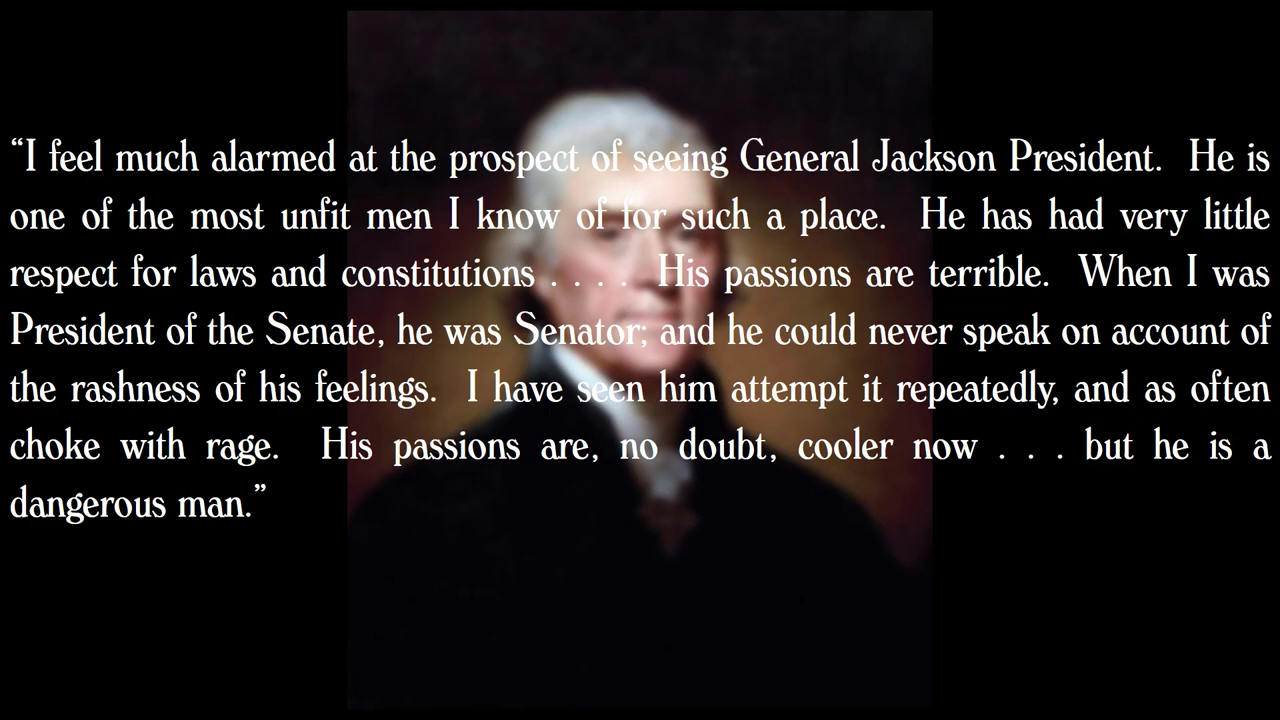 “I feel much alarmed at the prospect of seeing General Jackson President. He is
one of the most unfit men I know of for such a place. He has had very little
respect for laws and constitutions . . . . His passions are terrible. When I was
President of the Senate, he was Senator; and he could never speak on account of
the rashness of his feelings. I have seen him attempt it repeatedly, and as often
choke with rage. His passions are, no doubt, cooler now . . . but he is a
dangerous man.”